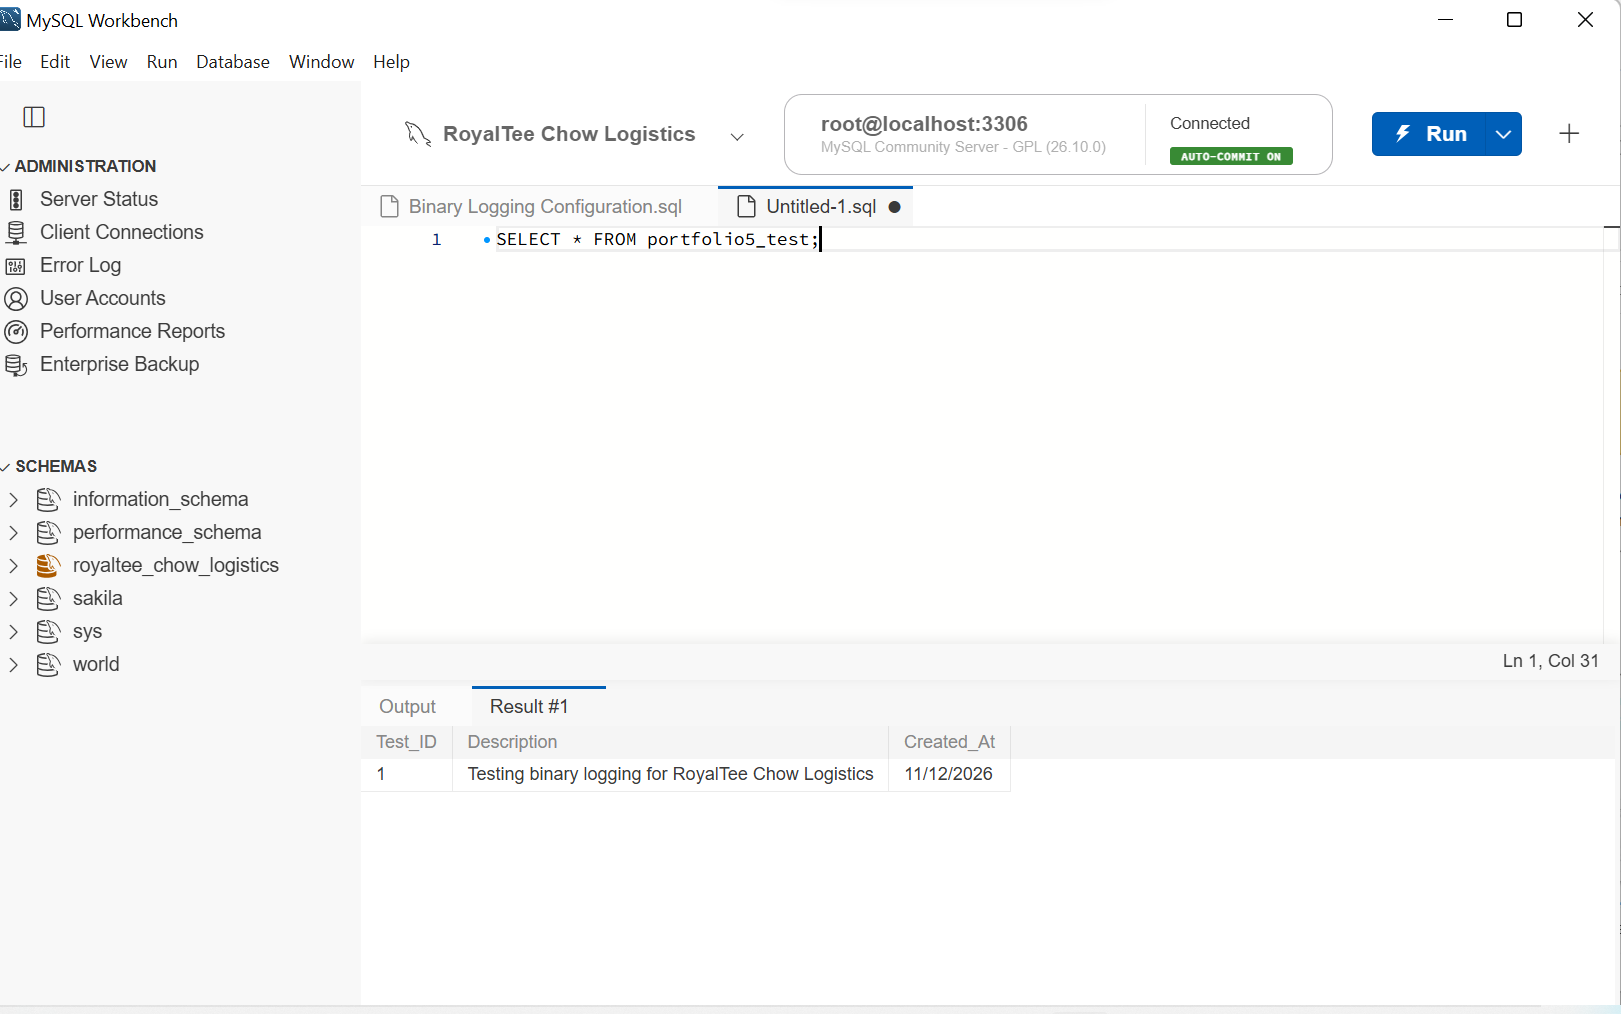 MySQL Workbench
File Edit View Run Database Window Help
RoyalTee Chow Logistics
root@localhost:3306
MySQL Community Server - GPL (26.10.0)
Connected
AUTO-COMMIT ON
Run
ADMINISTRATION
Server Status
Client Connections
Error Log
User Accounts
Performance Reports
Enterprise Backup
SCHEMAS
information_schema
performance_schema
royaltee_chow_logistics
sakila
sys
world
Binary Logging Configuration.sql
Untitled-1.sql
1 SELECT * FROM portfolio5_test;
Ln 1, Col 31
Output Result #1
Test_ID Description Created_At
1 Testing binary logging for RoyalTee Chow Logistics 11/12/2026